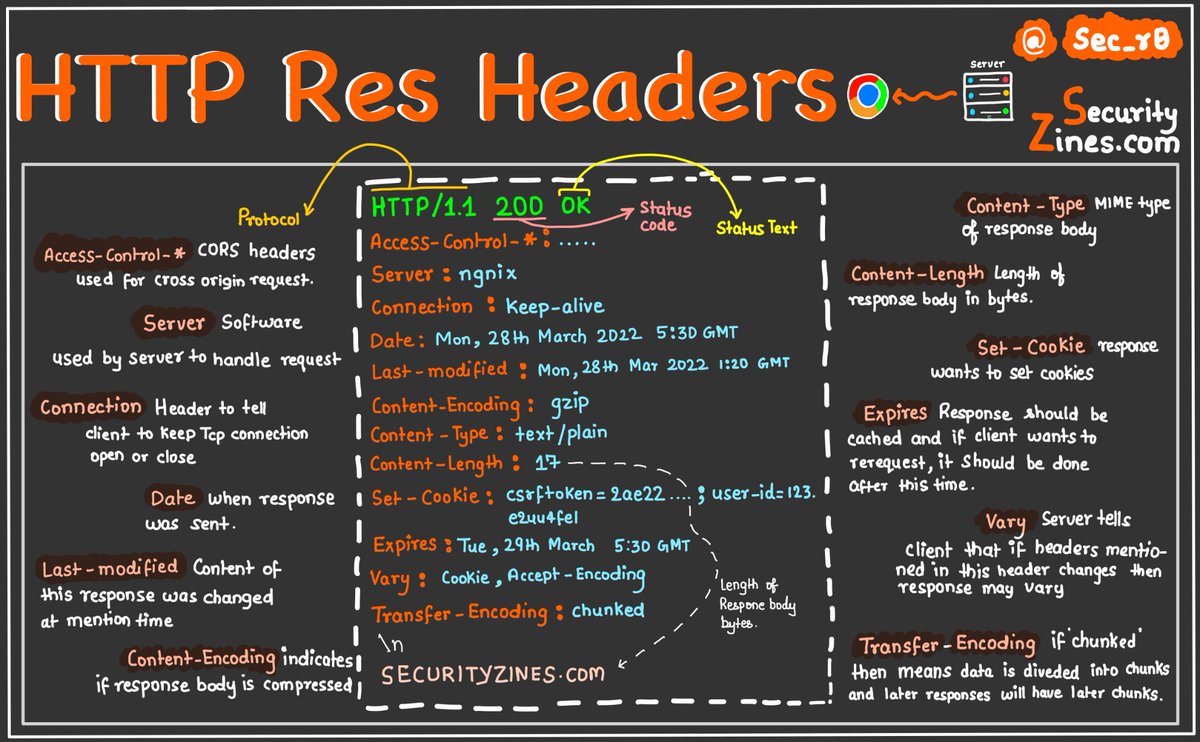 HTTP Res Headers
@ Sec_r0
SERVER
Security
Zines.com
Protocol
Access-Control-* CORS headers
used for cross origin request.
Server Software
used by server to handle request
Connection Header to tell
client to keep Tcp connection
open or close
Date when response
was sent.
Last-modified Content of
this response was changed
at mention time
Content-Encoding indicates
if response body is compressed
HTTP/1.1 200 OK
Status
code
Status Text
Access-Control-*: .....
Server : ngnix
Connection : Keep-alive
Date: Mon, 28th March 2022 5:30 GMT
Last-modified : Mon, 28th Mar 2022 1:20 GMT
Content-Encoding: gzip
Content-Type: text/plain
Content-Length : 17
Set-Cookie : csrftoken=2ae22 .... ; user-id=123.
e2uu4fe1
Expires : Tue, 29th March 5:30 GMT
Vary : Cookie, Accept-Encoding
Transfer-Encoding : chunked
\n
SECURITYZINES.COM
Length of
Respone body
bytes.
Content-Type MIME type
of response body
Content-Length Length of
response body in bytes.
Set-Cookie response
wants to set cookies
Expires Response should be
cached and if client wants to
rerequest, it should be done
after this time.
Vary Server tells
client that if headers mentio-
ned in this header changes then
response may vary
Transfer-Encoding if 'chunked'
then means data is diveded into chunks
and later responses will have later chunks.